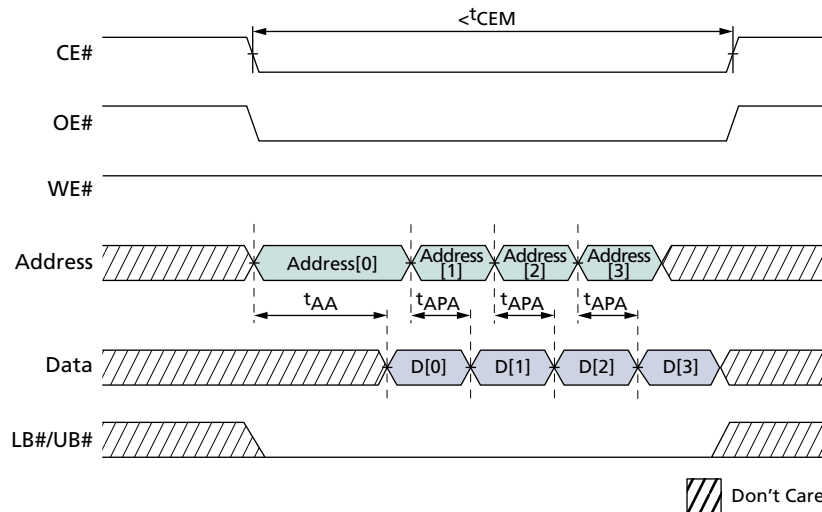 <tCEM
CE#
OE#
WE#
Address
Address[0]
Address
[1]
Address
[2]
Address
[3]
tAA
tAPA
tAPA
tAPA
Data
D[0]
D[1]
D[2]
D[3]
LB#/UB#
Don't Care